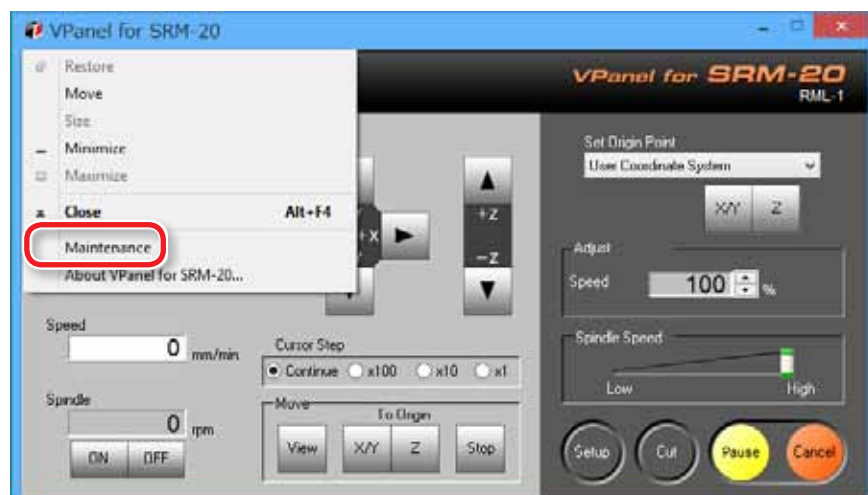 VPanel for SRM-20
Restore
Move
Size
Minimize
Maximize
Close Alt+F4
Maintenance
About VPanel for SRM-20...
VPanel for SRM-20
RML-1
+X
+Z
-Z
Speed
0 mm/min
Spindle
0 rpm
ON OFF
Cursor Step
Continue x100 x10 x1
Move
To Origin
View X/Y Z Stop
Set Origin Point
User Coordinate System
X/Y Z
Adjust
Speed 100 %
Spindle Speed
Low High
Setup Cut Pause Cancel